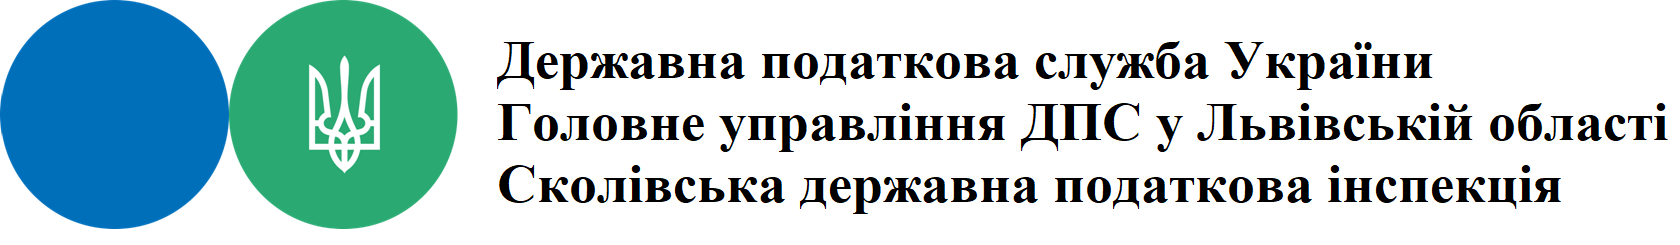 Державна податкова служба України
Головне управління ДПС у Львівській області
Сколівська державна податкова інспекція